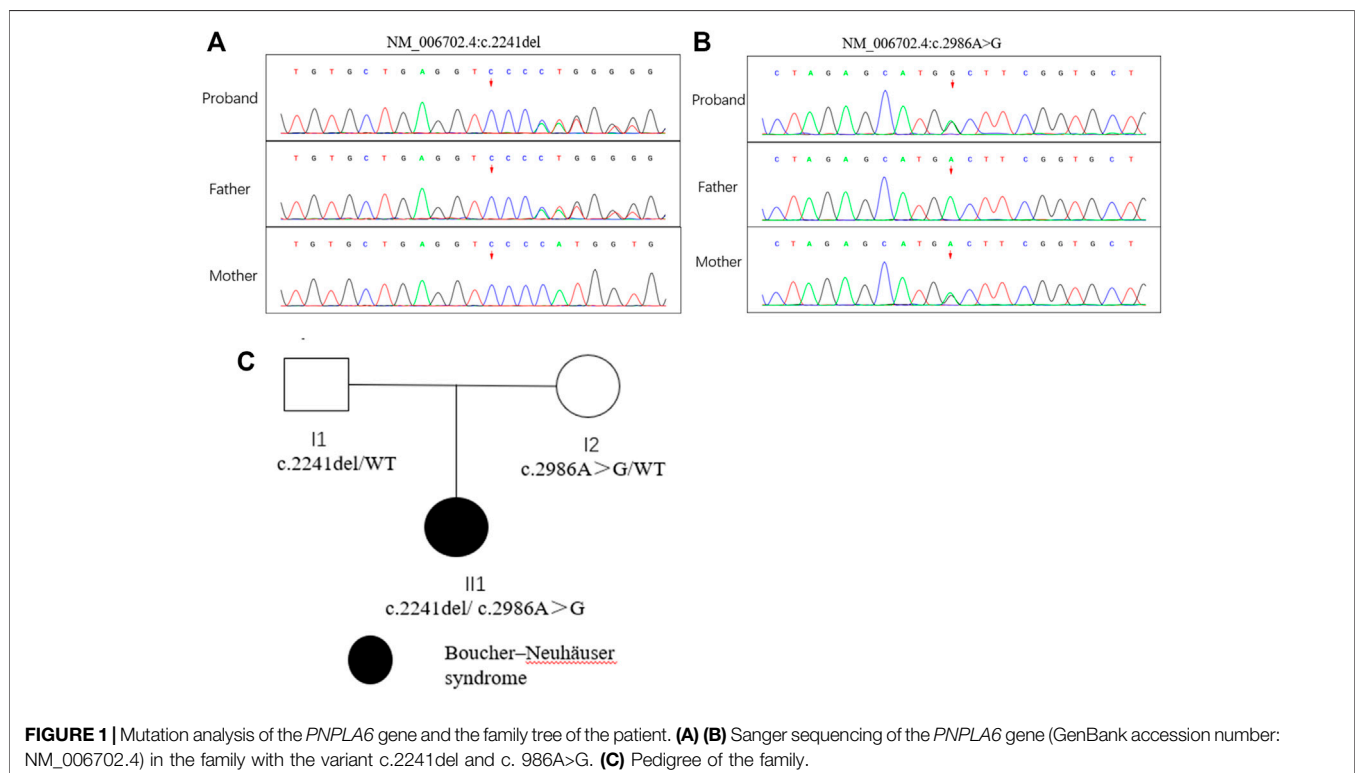 A
NM_006702.4:c.2241del
T G T G C T G A G G T C C C C T G G G G G
Proband
T G T G C T G A G G T C C C C T G G G G G
Father
T G T G C T G A G G T C C C C A T G G T G
Mother
B
NM_006702.4:c.2986A>G
C T A G A G C A T G G C T T C G G T G C T
Proband
C T A G A G C A T G A C T T C G G T G C T
Father
C T A G A G C A T G A C T T C G G T G C T
Mother
C
I1
c.2241del/WT
I2
c.2986A＞G/WT
II1
c.2241del/ c.2986A＞G
Boucher–Neuhäuser
syndrome
FIGURE 1 | Mutation analysis of the PNPLA6 gene and the family tree of the patient. (A) (B) Sanger sequencing of the PNPLA6 gene (GenBank accession number:
NM_006702.4) in the family with the variant c.2241del and c. 986A>G. (C) Pedigree of the family.